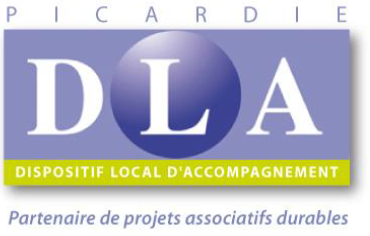 PICARDIE
DLA
DISPOSITIF LOCAL D'ACCOMPAGNEMENT
Partenaire de projets associatifs durables